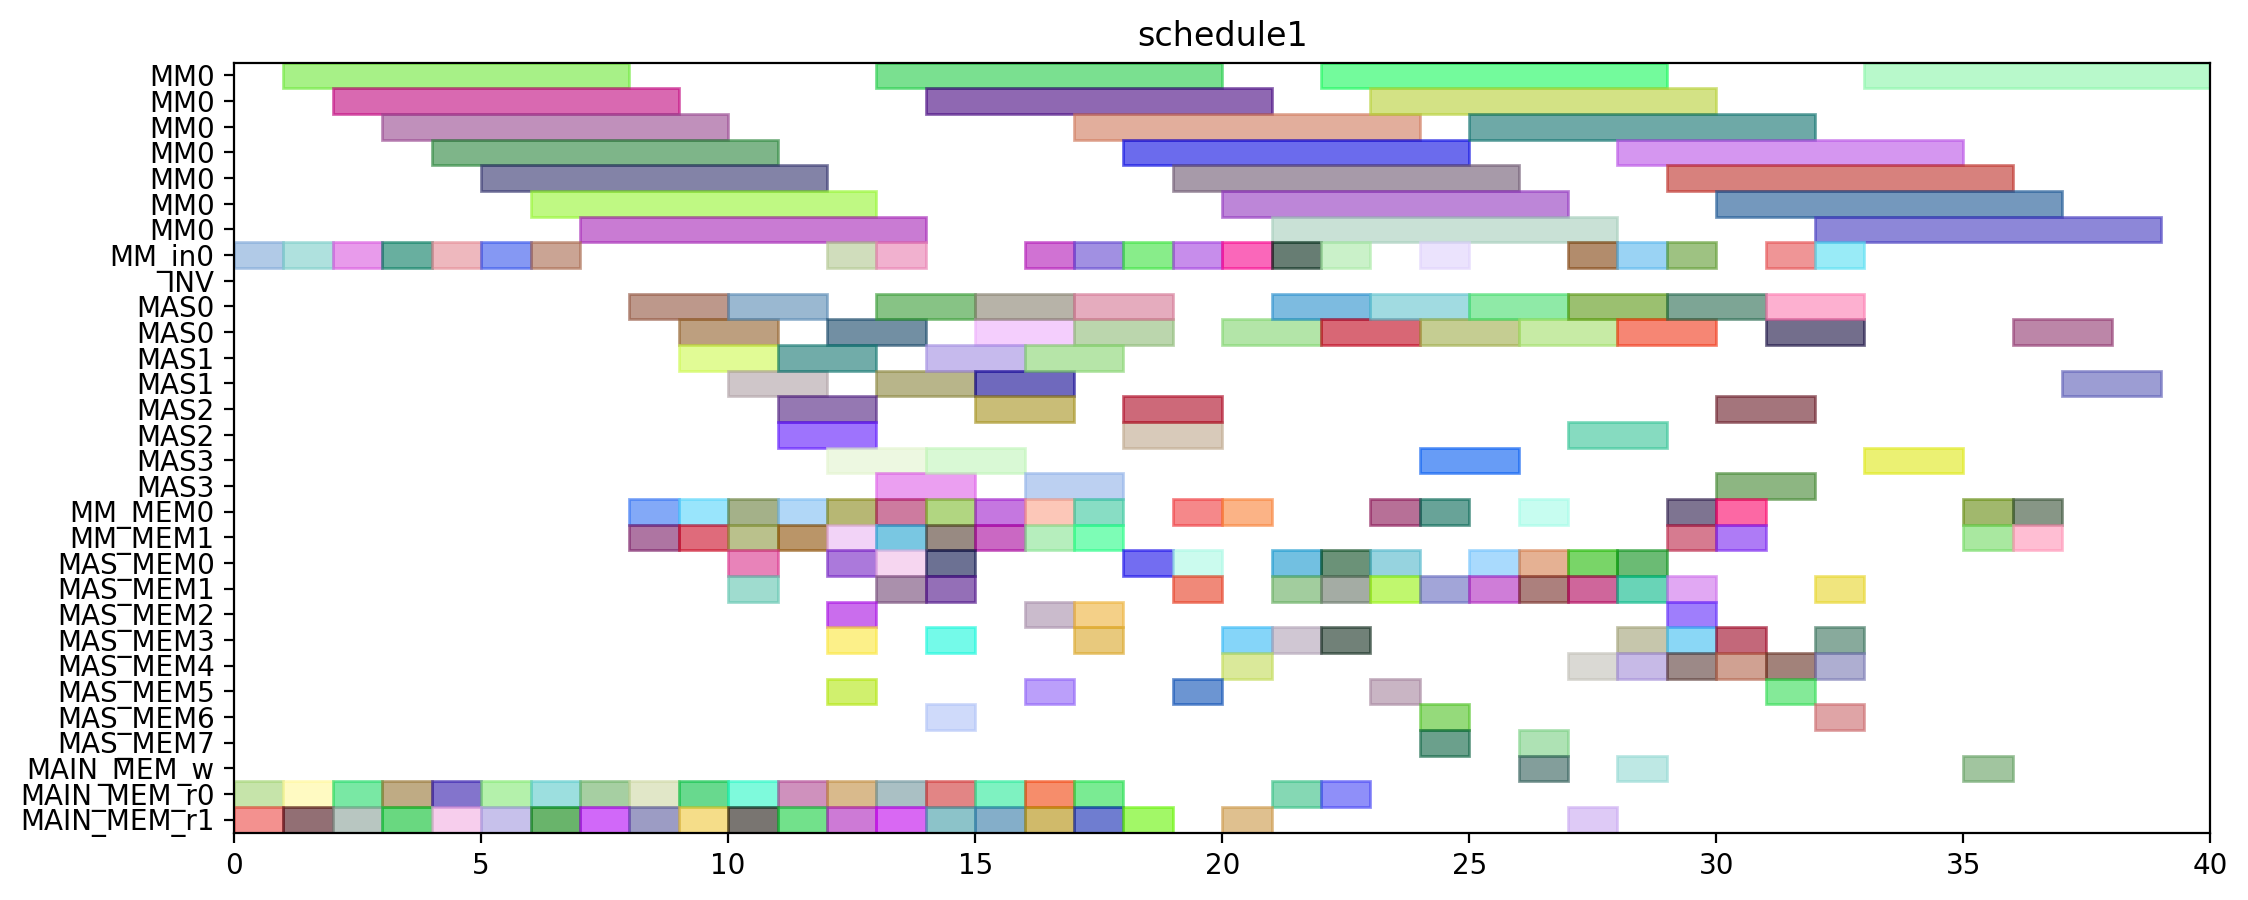 schedule1
MM0
MM0
MM0
MM0
MM0
MM0
MM0
MM_in0
INV
MAS0
MAS0
MAS1
MAS1
MAS2
MAS2
MAS3
MAS3
MM_MEM0
MM_MEM1
MAS_MEM0
MAS_MEM1
MAS_MEM2
MAS_MEM3
MAS_MEM4
MAS_MEM5
MAS_MEM6
MAS_MEM7
MAIN_MEM_w
MAIN_MEM_r0
MAIN_MEM_r1
0 5 10 15 20 25 30 35 40